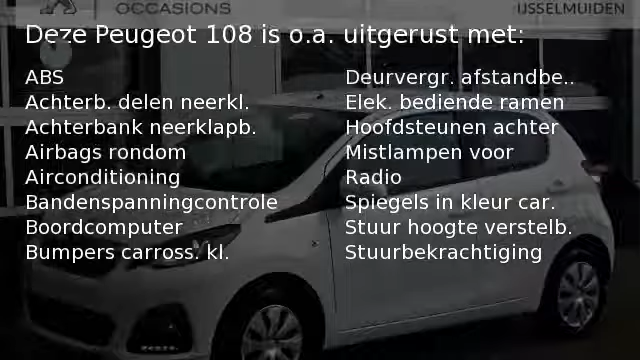 OCCASIONS
IJSSELMUIDEN
Deze Peugeot 108 is o.a. uitgerust met:
ABS
Achterb. delen neerkl.
Achterbank neerklapb.
Airbags rondom
Airconditioning
Bandenspanningcontrole
Boordcomputer
Bumpers carross. kl.
Deurvergr. afstandbe..
Elek. bediende ramen
Hoofdsteunen achter
Mistlampen voor
Radio
Spiegels in kleur car.
Stuur hoogte verstelb.
Stuurbekrachtiging